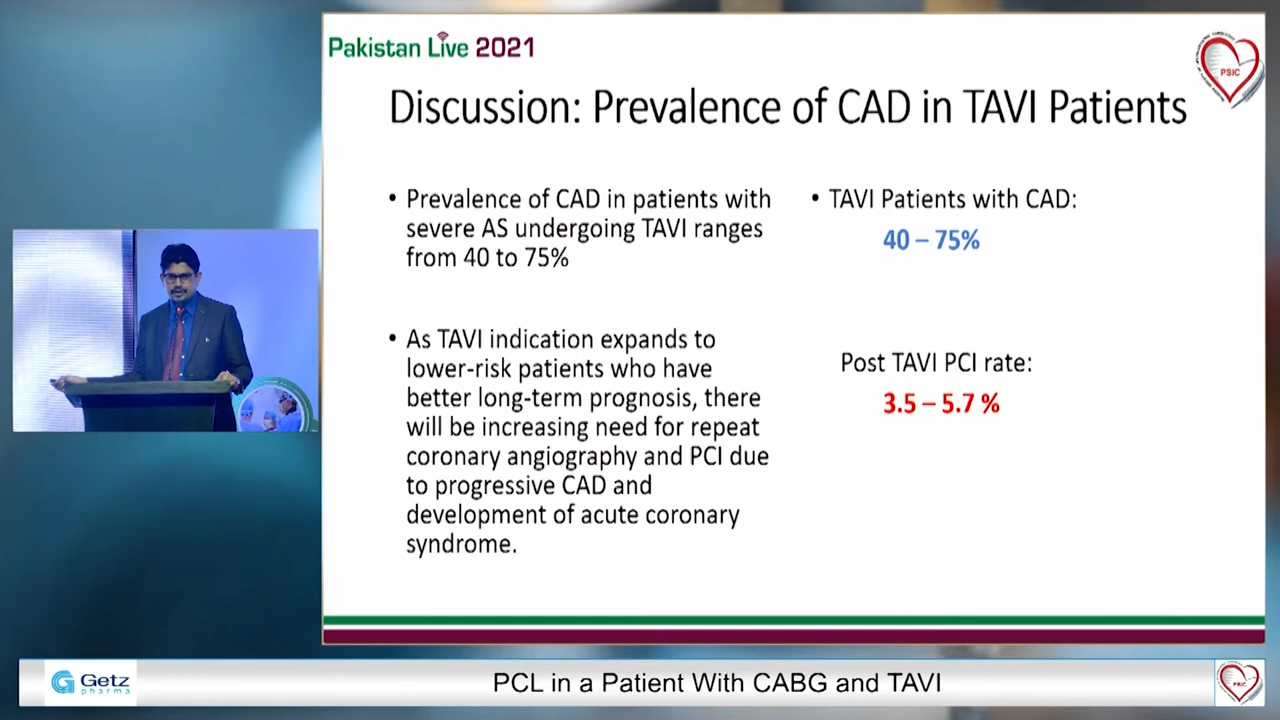 Pakistan Live 2021
PSIC
Discussion: Prevalence of CAD in TAVI Patients
• Prevalence of CAD in patients with
severe AS undergoing TAVI ranges
from 40 to 75%
• As TAVI indication expands to
lower-risk patients who have
better long-term prognosis, there
will be increasing need for repeat
coronary angiography and PCI due
to progressive CAD and
development of acute coronary
syndrome.
• TAVI Patients with CAD:
40 – 75%
Post TAVI PCI rate:
3.5 – 5.7 %
Getz
pharma
PCL in a Patient With CABG and TAVI
PSIC